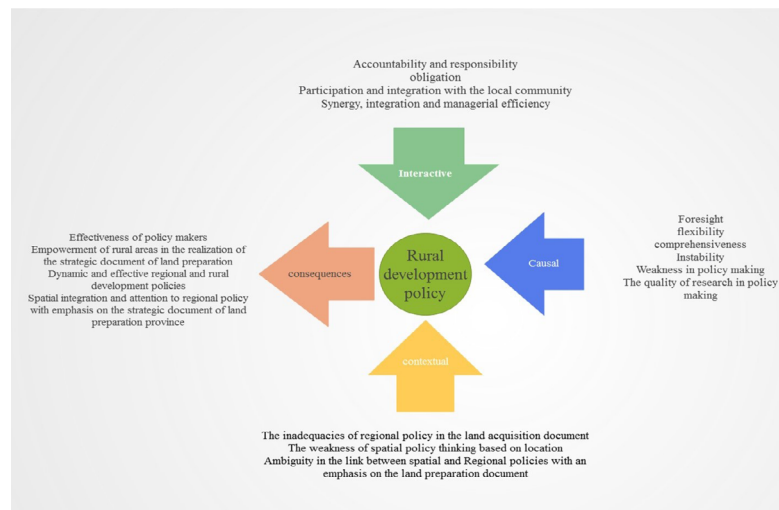 Accountability and responsibility
obligation
Participation and integration with the local community
Synergy, integration and managerial efficiency
Interactive
Effectiveness of policy makers
Empowerment of rural areas in the realization of
the strategic document of land preparation
Dynamic and effective regional and rural
development policies
Spatial integration and attention to regional policy
with emphasis on the strategic document of land
preparation province
consequences
Rural
development
policy
Causal
Foresight
flexibility
comprehensiveness
Instability
Weakness in policy making
The quality of research in policy
making
contextual
The inadequacies of regional policy in the land acquisition document
The weakness of spatial policy thinking based on location
Ambiguity in the link between spatial and Regional policies with an
emphasis on the land preparation document